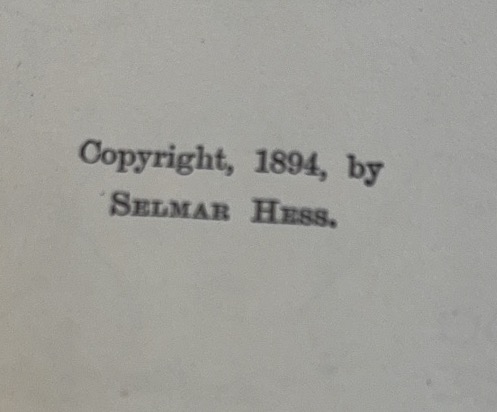 Copyright, 1894, by
SELMAR HESS.